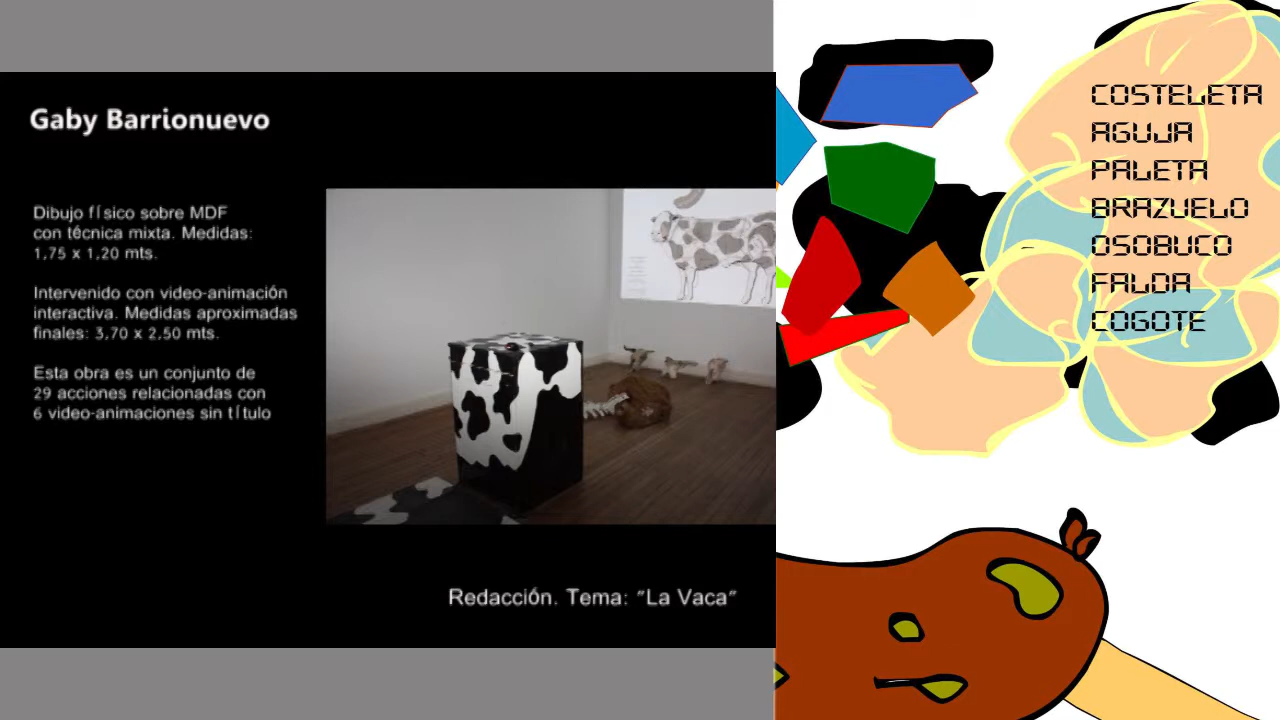 Gaby Barrionuevo
Dibujo físico sobre MDF
con técnica mixta. Medidas:
1,75 x 1,20 mts.
Intervenido con video-animación
interactiva. Medidas aproximadas
finales: 3,70 x 2,50 mts.
Esta obra es un conjunto de
29 acciones relacionadas con
6 video-animaciones sin título
Redacción. Tema: "La Vaca"
COSTELETA
AGUJA
PALETA
BRAZUELO
OSOBUCO
FALDA
COGOTE